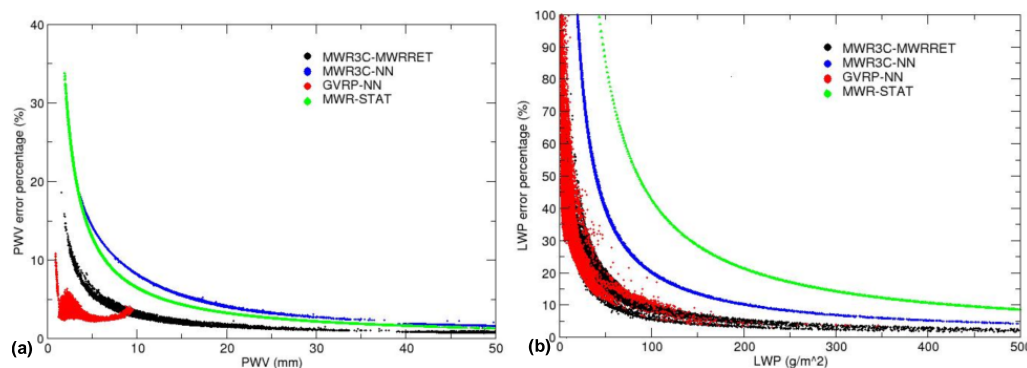 40
30
20
10
0
PWV error percentage (%)
MWR3C-MWRRET
MWR3C-NN
GVRP-NN
MWR-STAT
0 10 20 30 40 50
PWV (mm)
(a)
100
90
80
70
60
50
40
30
20
10
0
LWP error percentage (%)
MWR3C-MWRRET
MWR3C-NN
GVRP-NN
MWR-STAT
0 100 200 300 400 500
LWP (g/m^2)
(b)